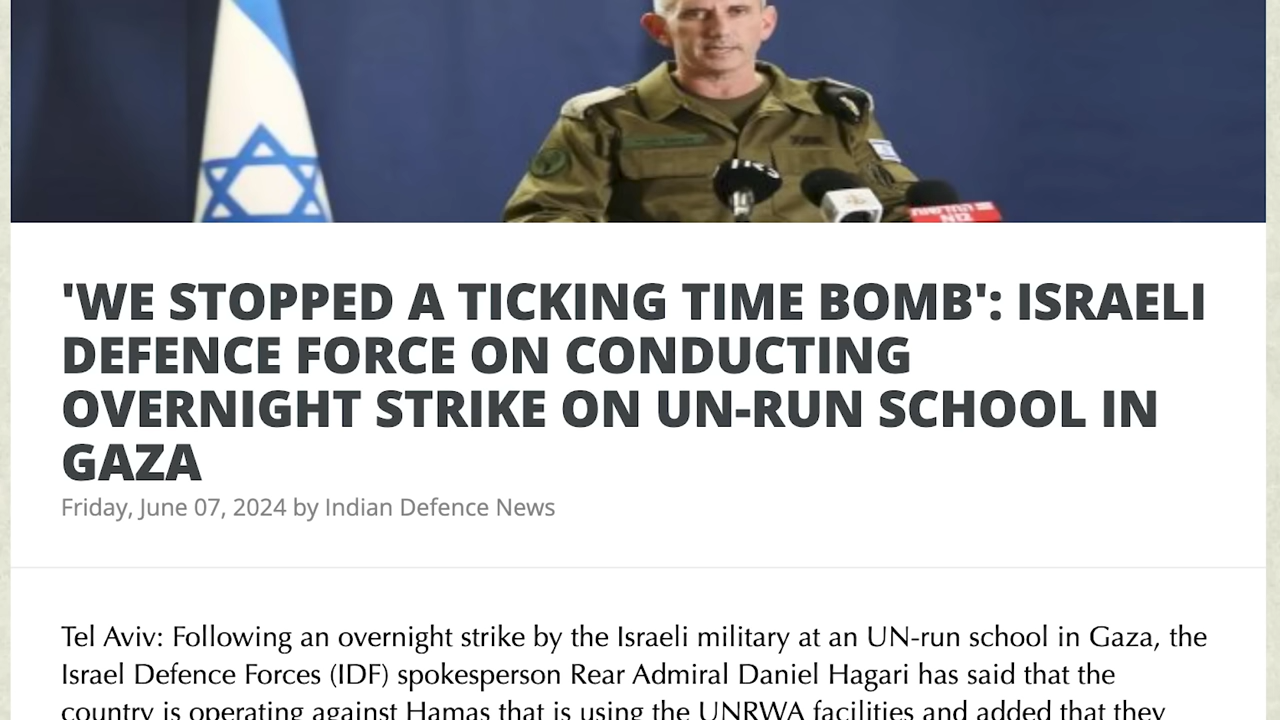 'WE STOPPED A TICKING TIME BOMB': ISRAELI
DEFENCE FORCE ON CONDUCTING
OVERNIGHT STRIKE ON UN-RUN SCHOOL IN
GAZA
Friday, June 07, 2024 by Indian Defence News
Tel Aviv: Following an overnight strike by the Israeli military at an UN-run school in Gaza, the
Israel Defence Forces (IDF) spokesperson Rear Admiral Daniel Hagari has said that the
country is operating against Hamas that is using the UNRWA facilities and added that they